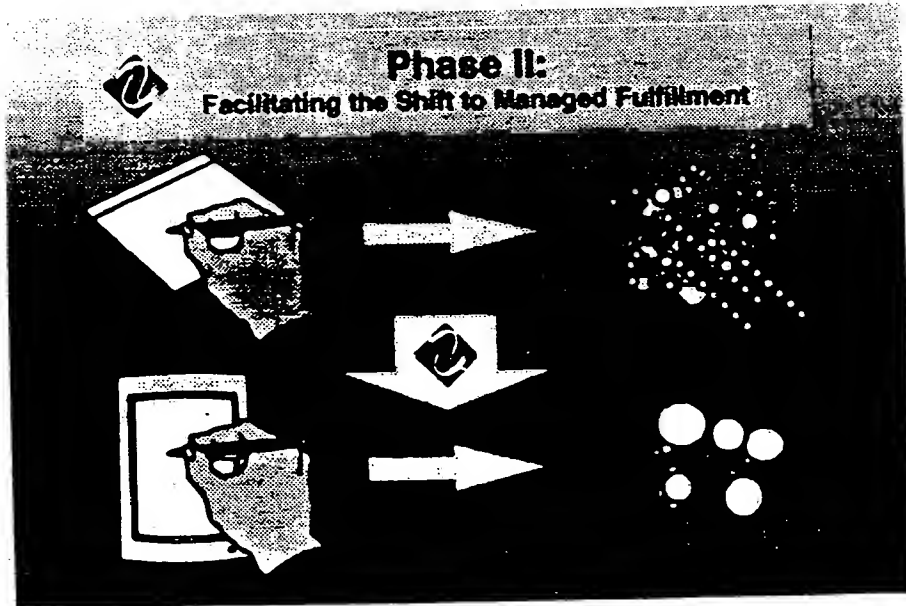 Phase II:
Facilitating the Shift to Managed Fulfillment